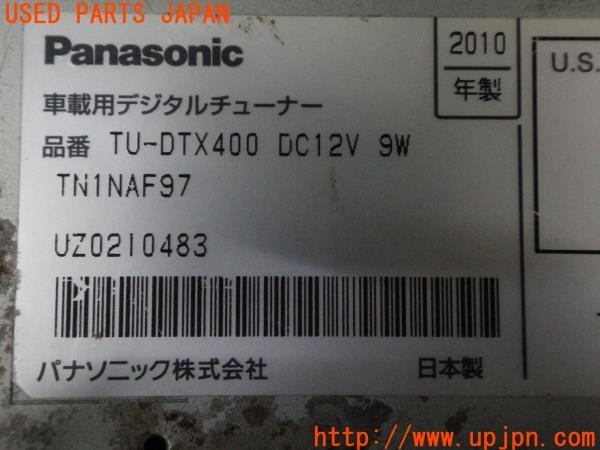 USED PARTS JAPAN
Panasonic
2010
年製
U.S.
車載用デジタルチューナー
品番 TU-DTX400 DC12V 9W
TN1NAF97
UZ02I0483
パナソニック株式会社
日本製
http://www.upjpn.com